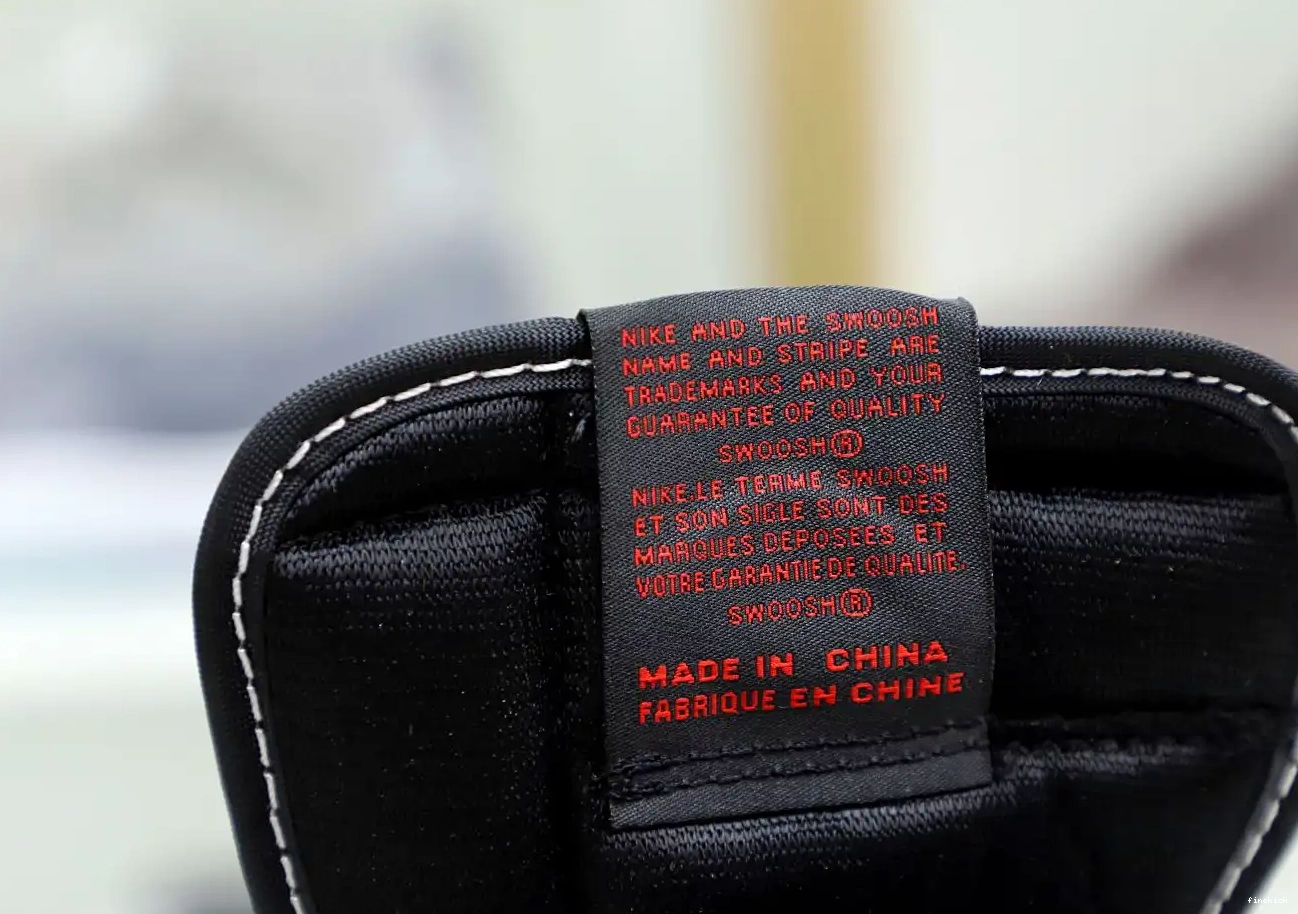 NIKE AND THE SWOOSH
NAME AND STRIPE ARE
TRADEMARKS AND YOUR
GUARANTEE OF QUALITY
SWOOSH®
NIKE.LE TERME SWOOSH
ET SON SIGLE SONT DES
MARQUES DEPOSEES ET
VOTRE GARANTIE DE QUALITE.
SWOOSH®
MADE IN CHINA
FABRIQUE EN CHINE